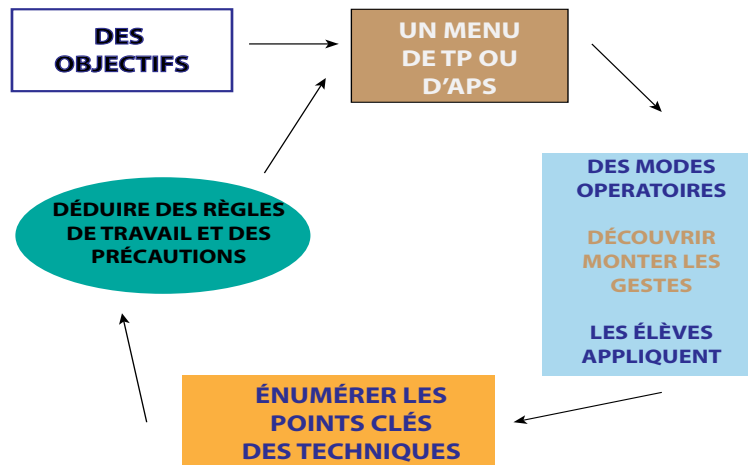 DES
OBJECTIFS
UN MENU
DE TP OU
D'APS
DES MODES
OPERATOIRES
DÉCOUVRIR
MONTER LES
GESTES
LES ÉLÈVES
APPLIQUENT
ÉNUMÉRER LES
POINTS CLÉS
DES TECHNIQUES
DÉDUIRE DES RÈGLES
DE TRAVAIL ET DES
PRÉCAUTIONS